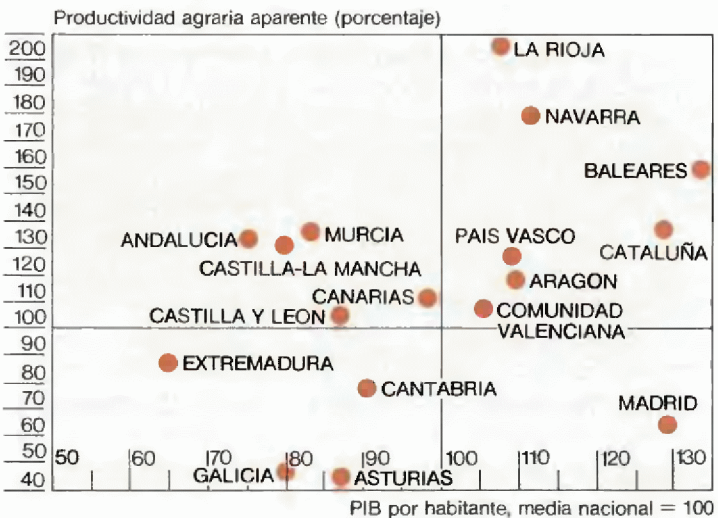 Productividad agraria aparente (porcentaje)
200
190
180
170
160
150
140
130
120
110
100
90
80
70
60
50
40
LA RIOJA
NAVARRA
BALEARES
ANDALUCIA
MURCIA
PAIS VASCO
CATALUÑA
CASTILLA-LA MANCHA
ARAGON
CANARIAS
CASTILLA Y LEON
COMUNIDAD
VALENCIANA
EXTREMADURA
CANTABRIA
MADRID
50 60 70 80 90 100 110 120 130
GALICIA
ASTURIAS
PIB por habitante, media nacional = 100